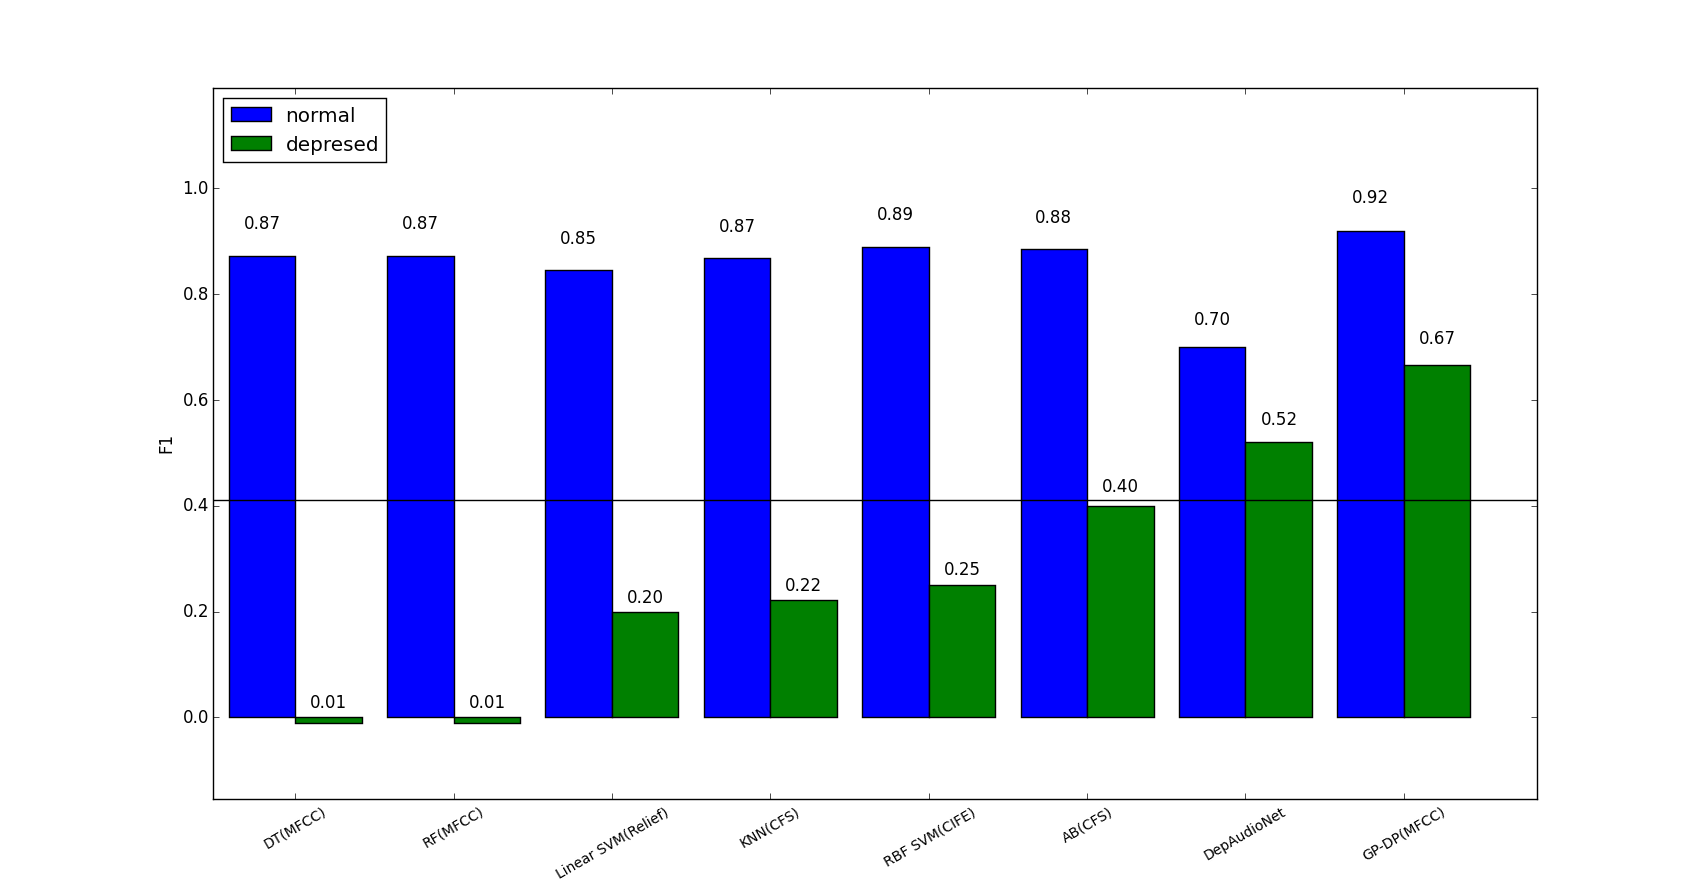 normal
depresed
0.87
0.87
0.85
0.87
0.89
0.88
0.70
0.92
0.01
0.01
0.20
0.22
0.25
0.40
0.52
0.67
1.0
0.8
0.6
0.4
0.2
0.0
F1
DT(MFCC)
RF(MFCC)
Linear SVM(Relief)
KNN(CFS)
RBF SVM(CIFE)
AB(CFS)
DepAudioNet
GP-DP(MFCC)